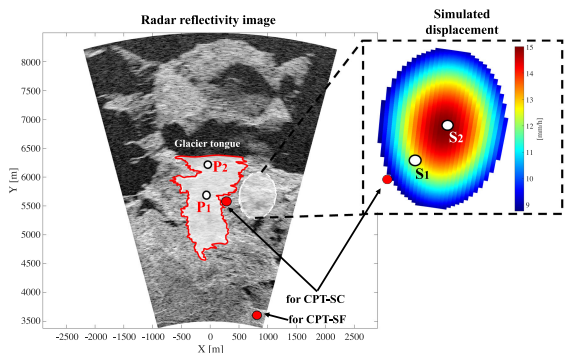 Radar reflectivity image
Simulated
displacement
Glacier tongue
P2
P1
S2
S1
for CPT-SC
for CPT-SF
Y [m]
8000
7500
7000
6500
6000
5500
5000
4500
4000
3500
-2500 -2000 -1500 -1000 -500 0 500 1000 1500 2000 2500
X [m]
15
14
13
12
11
10
9
[mm/h]